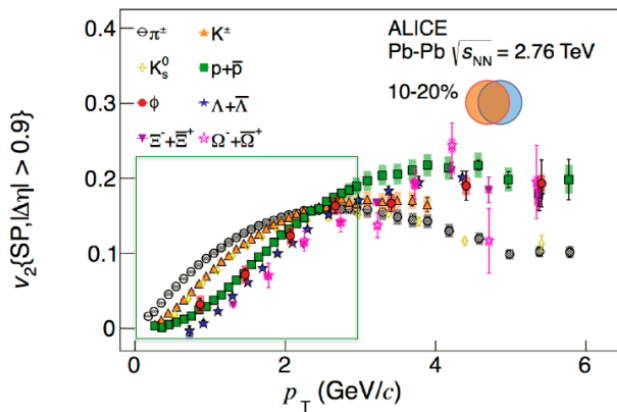 0.4
0.3
0.2
0.1
0
v₂{SP,|Δη| > 0.9}
π±
K±
K⁰ₛ
p+p̅
ϕ
Λ+Λ̅
Ξ⁻+Ξ̅⁺
Ω⁻+Ω̅⁺
ALICE
Pb-Pb √sNN = 2.76 TeV
10-20%
0 2 4 6
pT (GeV/c)